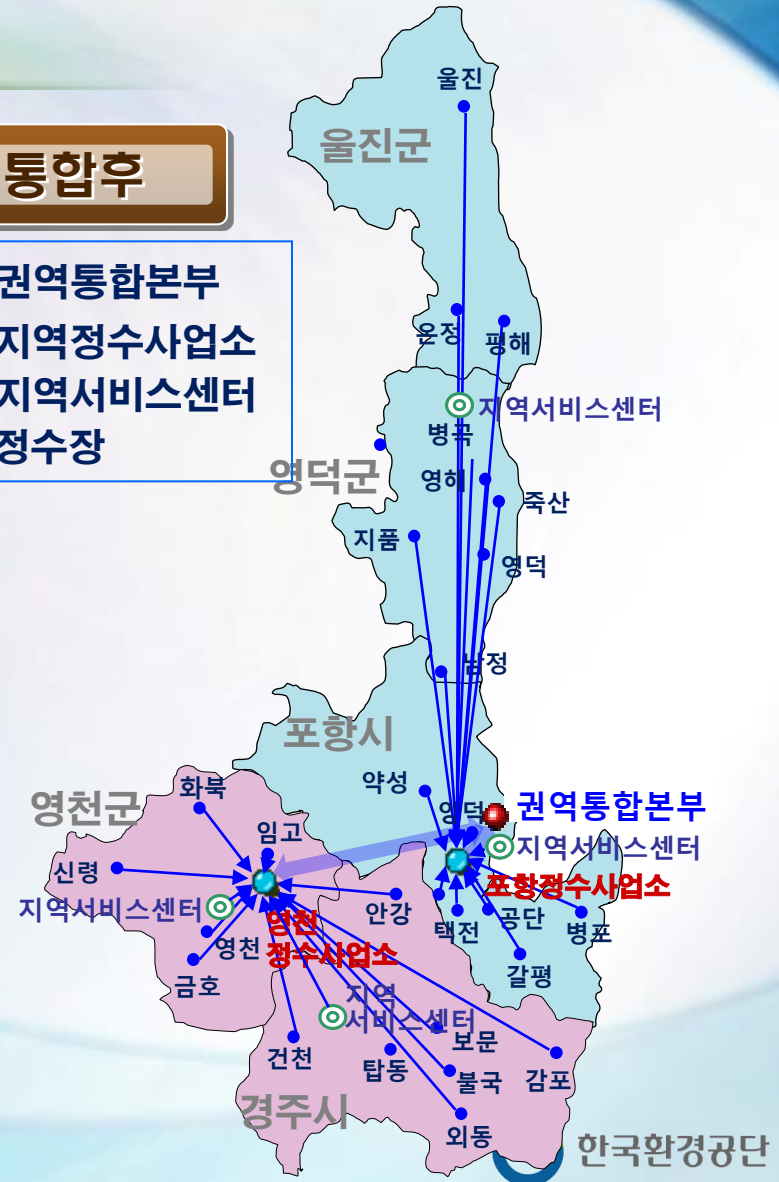 울진
울진군
통합후
권역통합본부
지역정수사업소
지역서비스센터
정수장
온정
평해
지역서비스센터
병곡
영덕군
영해
죽산
지품
영덕
남정
포항시
약성
화북
영천군
영덕
권역통합본부
임고
지역서비스센터
신령
포항정수사업소
지역서비스센터
안강
영천
정수사업소
공단
택전
병포
영천
금호
갈평
지역
서비스센터
보문
건천
탑동
불국
감포
경주시
외동
한국환경공단